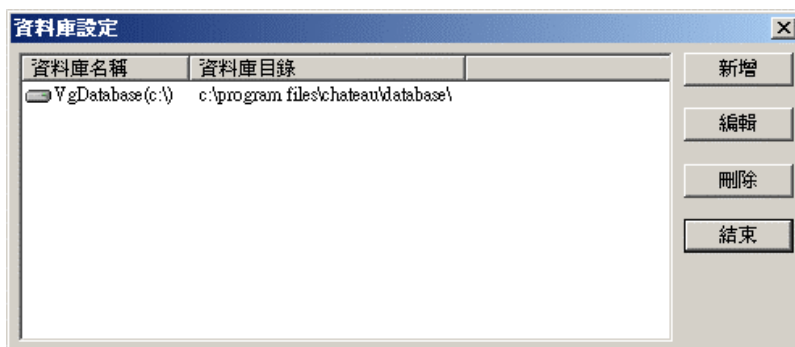 資料庫設定
資料庫名稱 資料庫目錄
VgDatabase(c:\) c:\program files\chateau\database\
新增
編輯
刪除
結束